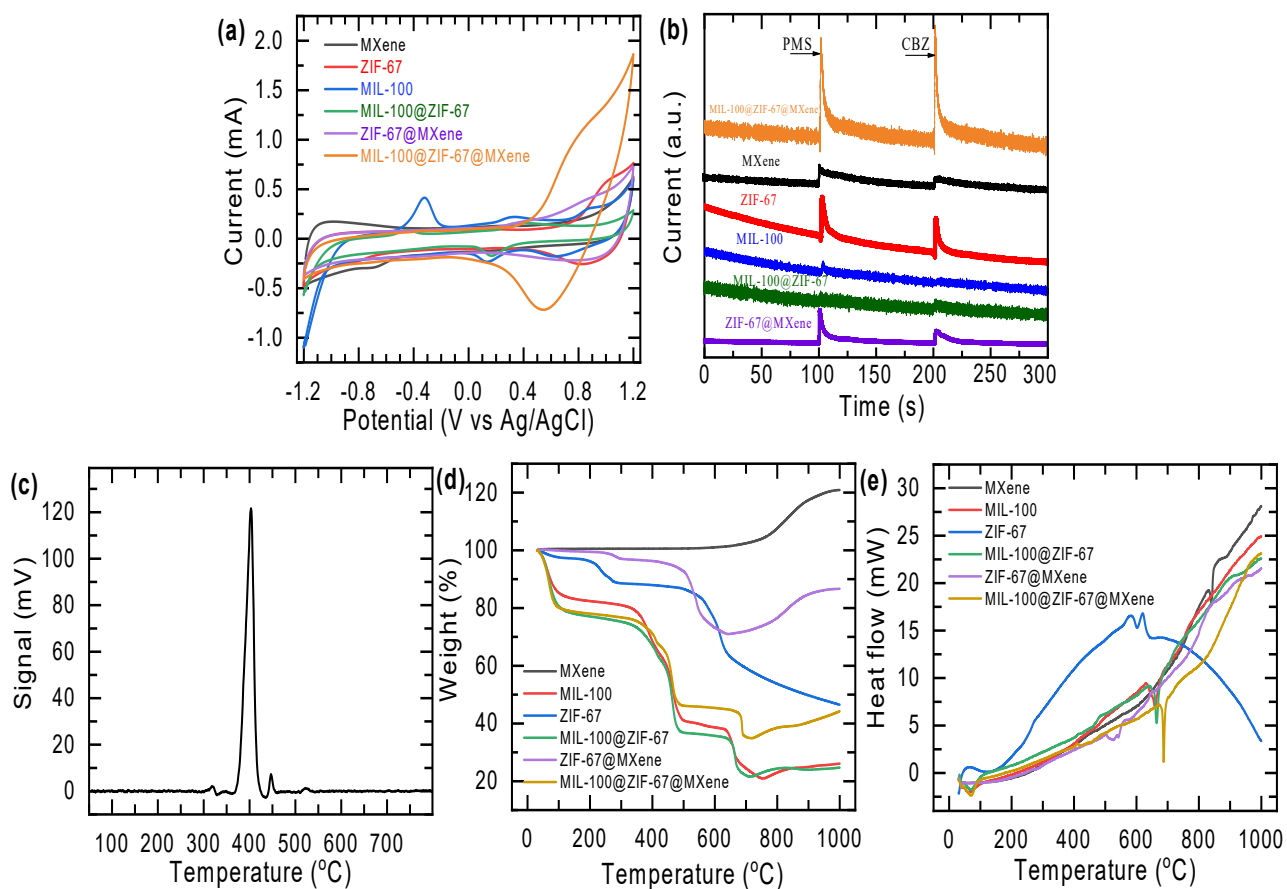 (a)
2.0
1.5
1.0
0.5
0.0
-0.5
-1.0
Current (mA)
MXene
ZIF-67
MIL-100
MIL-100@ZIF-67
ZIF-67@MXene
MIL-100@ZIF-67@MXene
-1.2 -0.8 -0.4 0.0 0.4 0.8 1.2
Potential (V vs Ag/AgCl)
(b)
Current (a.u.)
PMS
CBZ
MIL-100@ZIF-67@MXene
MXene
ZIF-67
MIL-100
MIL-100@ZIF-67
ZIF-67@MXene
0 50 100 150 200 250 300
Time (s)
(c)
120
100
80
60
40
20
0
Signal (mV)
100 200 300 400 500 600 700
Temperature (°C)
(d)
120
100
80
60
40
20
Weight (%)
MXene
MIL-100
ZIF-67
MIL-100@ZIF-67
ZIF-67@MXene
MIL-100@ZIF-67@MXene
0 200 400 600 800 1000
Temperature (°C)
(e)
30
25
20
15
10
5
0
Heat flow (mW)
MXene
MIL-100
ZIF-67
MIL-100@ZIF-67
ZIF-67@MXene
MIL-100@ZIF-67@MXene
0 200 400 600 800 1000
Temperature (°C)